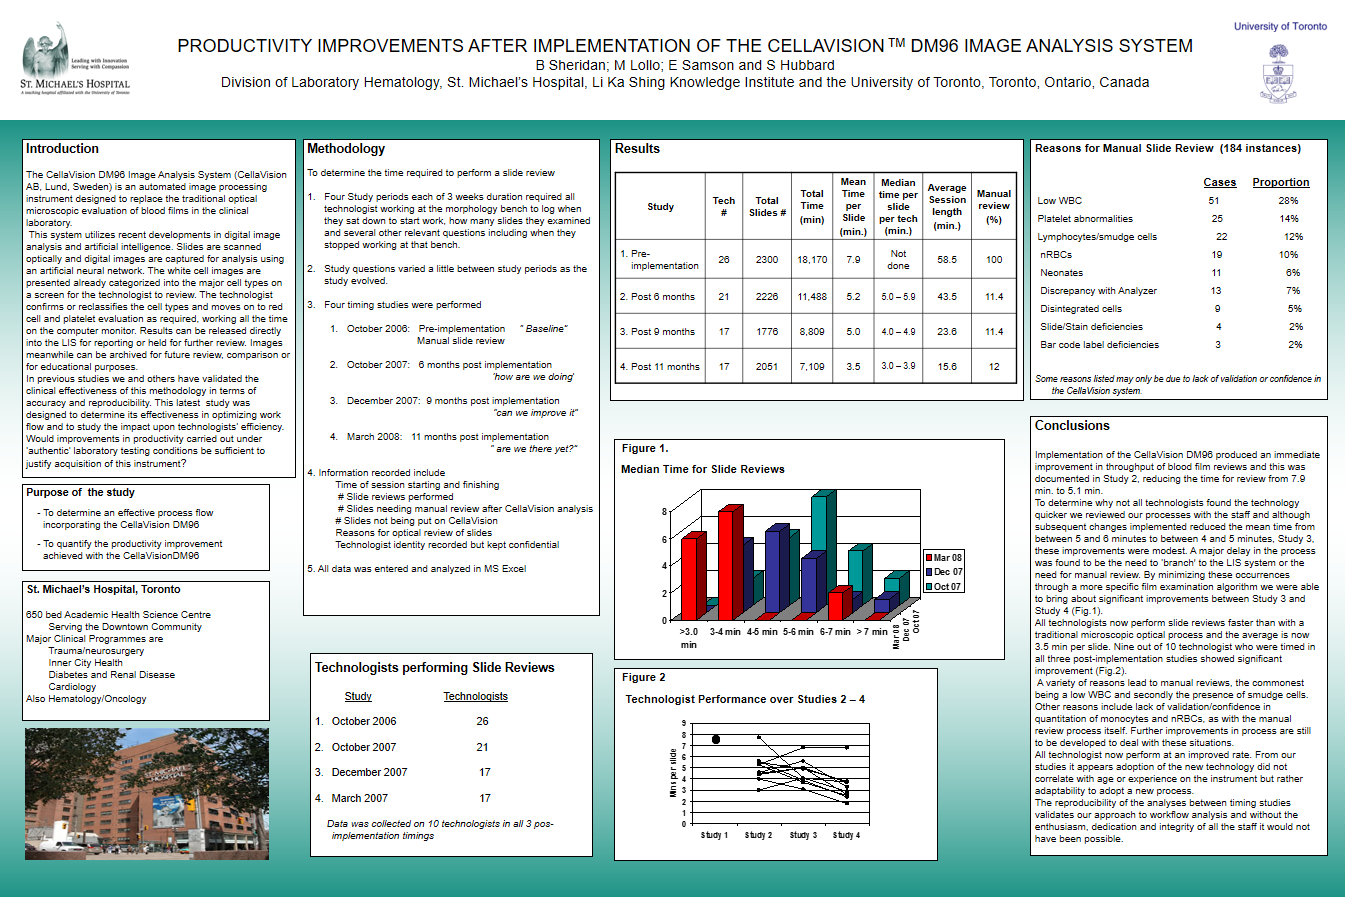 University of Toronto
PRODUCTIVITY IMPROVEMENTS AFTER IMPLEMENTATION OF THE CELLAVISION TM DM96 IMAGE ANALYSIS SYSTEM
B Sheridan; M Lollo; E Samson and S Hubbard
Division of Laboratory Hematology, St. Michael's Hospital, Li Ka Shing Knowledge Institute and the University of Toronto, Toronto, Ontario, Canada
Leading with Innovation
Serving with Compassion
ST. MICHAEL'S HOSPITAL
A teaching hospital affiliated with the University of Toronto
Introduction
The CellaVision DM96 Image Analysis System (CellaVision
AB, Lund, Sweden) is an automated image processing
instrument designed to replace the traditional optical
microscopic evaluation of blood films in the clinical
laboratory.
This system utilizes recent developments in digital image
analysis and artificial intelligence. Slides are scanned
optically and digital images are captured for analysis using
an artificial neural network. The white cell images are
presented already categorized into the major cell types on
a screen for the technologist to review. The technologist
confirms or reclassifies the cell types and moves on to red
cell and platelet evaluation as required, working all the time
on the computer monitor. Results can be released directly
into the LIS for reporting or held for further review. Images
meanwhile can be archived for future review, comparison or
for educational purposes.
In previous studies we and others have validated the
clinical effectiveness of this methodology in terms of
accuracy and reproducibility. This latest study was
designed to determine its effectiveness in optimizing work
flow and to study the impact upon technologists' efficiency.
Would improvements in productivity carried out under
'authentic' laboratory testing conditions be sufficient to
justify acquisition of this instrument?
Purpose of the study
- To determine an effective process flow
incorporating the CellaVision DM96
- To quantify the productivity improvement
achieved with the CellaVisionDM96
St. Michael's Hospital, Toronto
650 bed Academic Health Science Centre
Serving the Downtown Community
Major Clinical Programmes are
Trauma/neurosurgery
Inner City Health
Diabetes and Renal Disease
Cardiology
Also Hematology/Oncology
Methodology
To determine the time required to perform a slide review
1. Four Study periods each of 3 weeks duration required all
technologist working at the morphology bench to log when
they sat down to start work, how many slides they examined
and several other relevant questions including when they
stopped working at that bench.
2. Study questions varied a little between study periods as the
study evolved.
3. Four timing studies were performed
1. October 2006: Pre-implementation " Baseline"
Manual slide review
2. October 2007: 6 months post implementation
'how are we doing'
3. December 2007: 9 months post implementation
"can we improve it"
4. March 2008: 11 months post implementation
" are we there yet?"
4. Information recorded include
Time of session starting and finishing
# Slide reviews performed
# Slides needing manual review after CellaVision analysis
# Slides not being put on CellaVision
Reasons for optical review of slides
Technologist identity recorded but kept confidential
5. All data was entered and analyzed in MS Excel
Technologists performing Slide Reviews
Study Technologists
1. October 2006 26
2. October 2007 21
3. December 2007 17
4. March 2007 17
Data was collected on 10 technologists in all 3 pos-
implementation timings
Results
Study Tech # Total Slides # Total Time (min) Mean Time per Slide (min.) Median time per slide per tech (min.) Average Session length (min.) Manual review (%)
1. Pre-implementation 26 2300 18,170 7.9 Not done 58.5 100
2. Post 6 months 21 2226 11,488 5.2 5.0 – 5.9 43.5 11.4
3. Post 9 months 17 1776 8,809 5.0 4.0 – 4.9 23.6 11.4
4. Post 11 months 17 2051 7,109 3.5 3.0 – 3.9 15.6 12
Figure 1.
Median Time for Slide Reviews
8
6
4
2
0
>3.0 min 3-4 min 4-5 min 5-6 min 6-7 min > 7 min
Mar 08
Dec 07
Oct 07
Mar 08
Dec 07
Oct 07
Figure 2
Technologist Performance over Studies 2 – 4
Mins per slide
9
8
7
6
5
4
3
2
1
0
Study 1 Study 2 Study 3 Study 4
Reasons for Manual Slide Review (184 instances)
Cases Proportion
Low WBC 51 28%
Platelet abnormalities 25 14%
Lymphocytes/smudge cells 22 12%
nRBCs 19 10%
Neonates 11 6%
Discrepancy with Analyzer 13 7%
Disintegrated cells 9 5%
Slide/Stain deficiencies 4 2%
Bar code label deficiencies 3 2%
Some reasons listed may only be due to lack of validation or confidence in
the CellaVision system.
Conclusions
Implementation of the CellaVision DM96 produced an immediate
improvement in throughput of blood film reviews and this was
documented in Study 2, reducing the time for review from 7.9
min. to 5.1 min.
To determine why not all technologists found the technology
quicker we reviewed our processes with the staff and although
subsequent changes implemented reduced the mean time from
between 5 and 6 minutes to between 4 and 5 minutes, Study 3,
these improvements were modest. A major delay in the process
was found to be the need to 'branch' to the LIS system or the
need for manual review. By minimizing these occurrences
through a more specific film examination algorithm we were able
to bring about significant improvements between Study 3 and
Study 4 (Fig.1).
All technologists now perform slide reviews faster than with a
traditional microscopic optical process and the average is now
3.5 min per slide. Nine out of 10 technologist who were timed in
all three post-implementation studies showed significant
improvement (Fig.2).
A variety of reasons lead to manual reviews, the commonest
being a low WBC and secondly the presence of smudge cells.
Other reasons include lack of validation/confidence in
quantitation of monocytes and nRBCs, as with the manual
review process itself. Further improvements in process are still
to be developed to deal with these situations.
All technologist now perform at an improved rate. From our
studies it appears adoption of the new technology did not
correlate with age or experience on the instrument but rather
adaptability to adopt a new process.
The reproducibility of the analyses between timing studies
validates our approach to workflow analysis and without the
enthusiasm, dedication and integrity of all the staff it would not
have been possible.